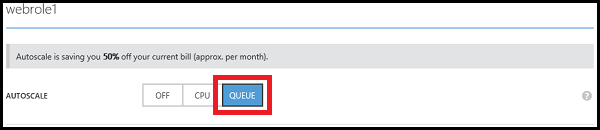 webrole1
Autoscale is saving you 50% off your current bill (approx. per month).
AUTOSCALE OFF CPU QUEUE ?